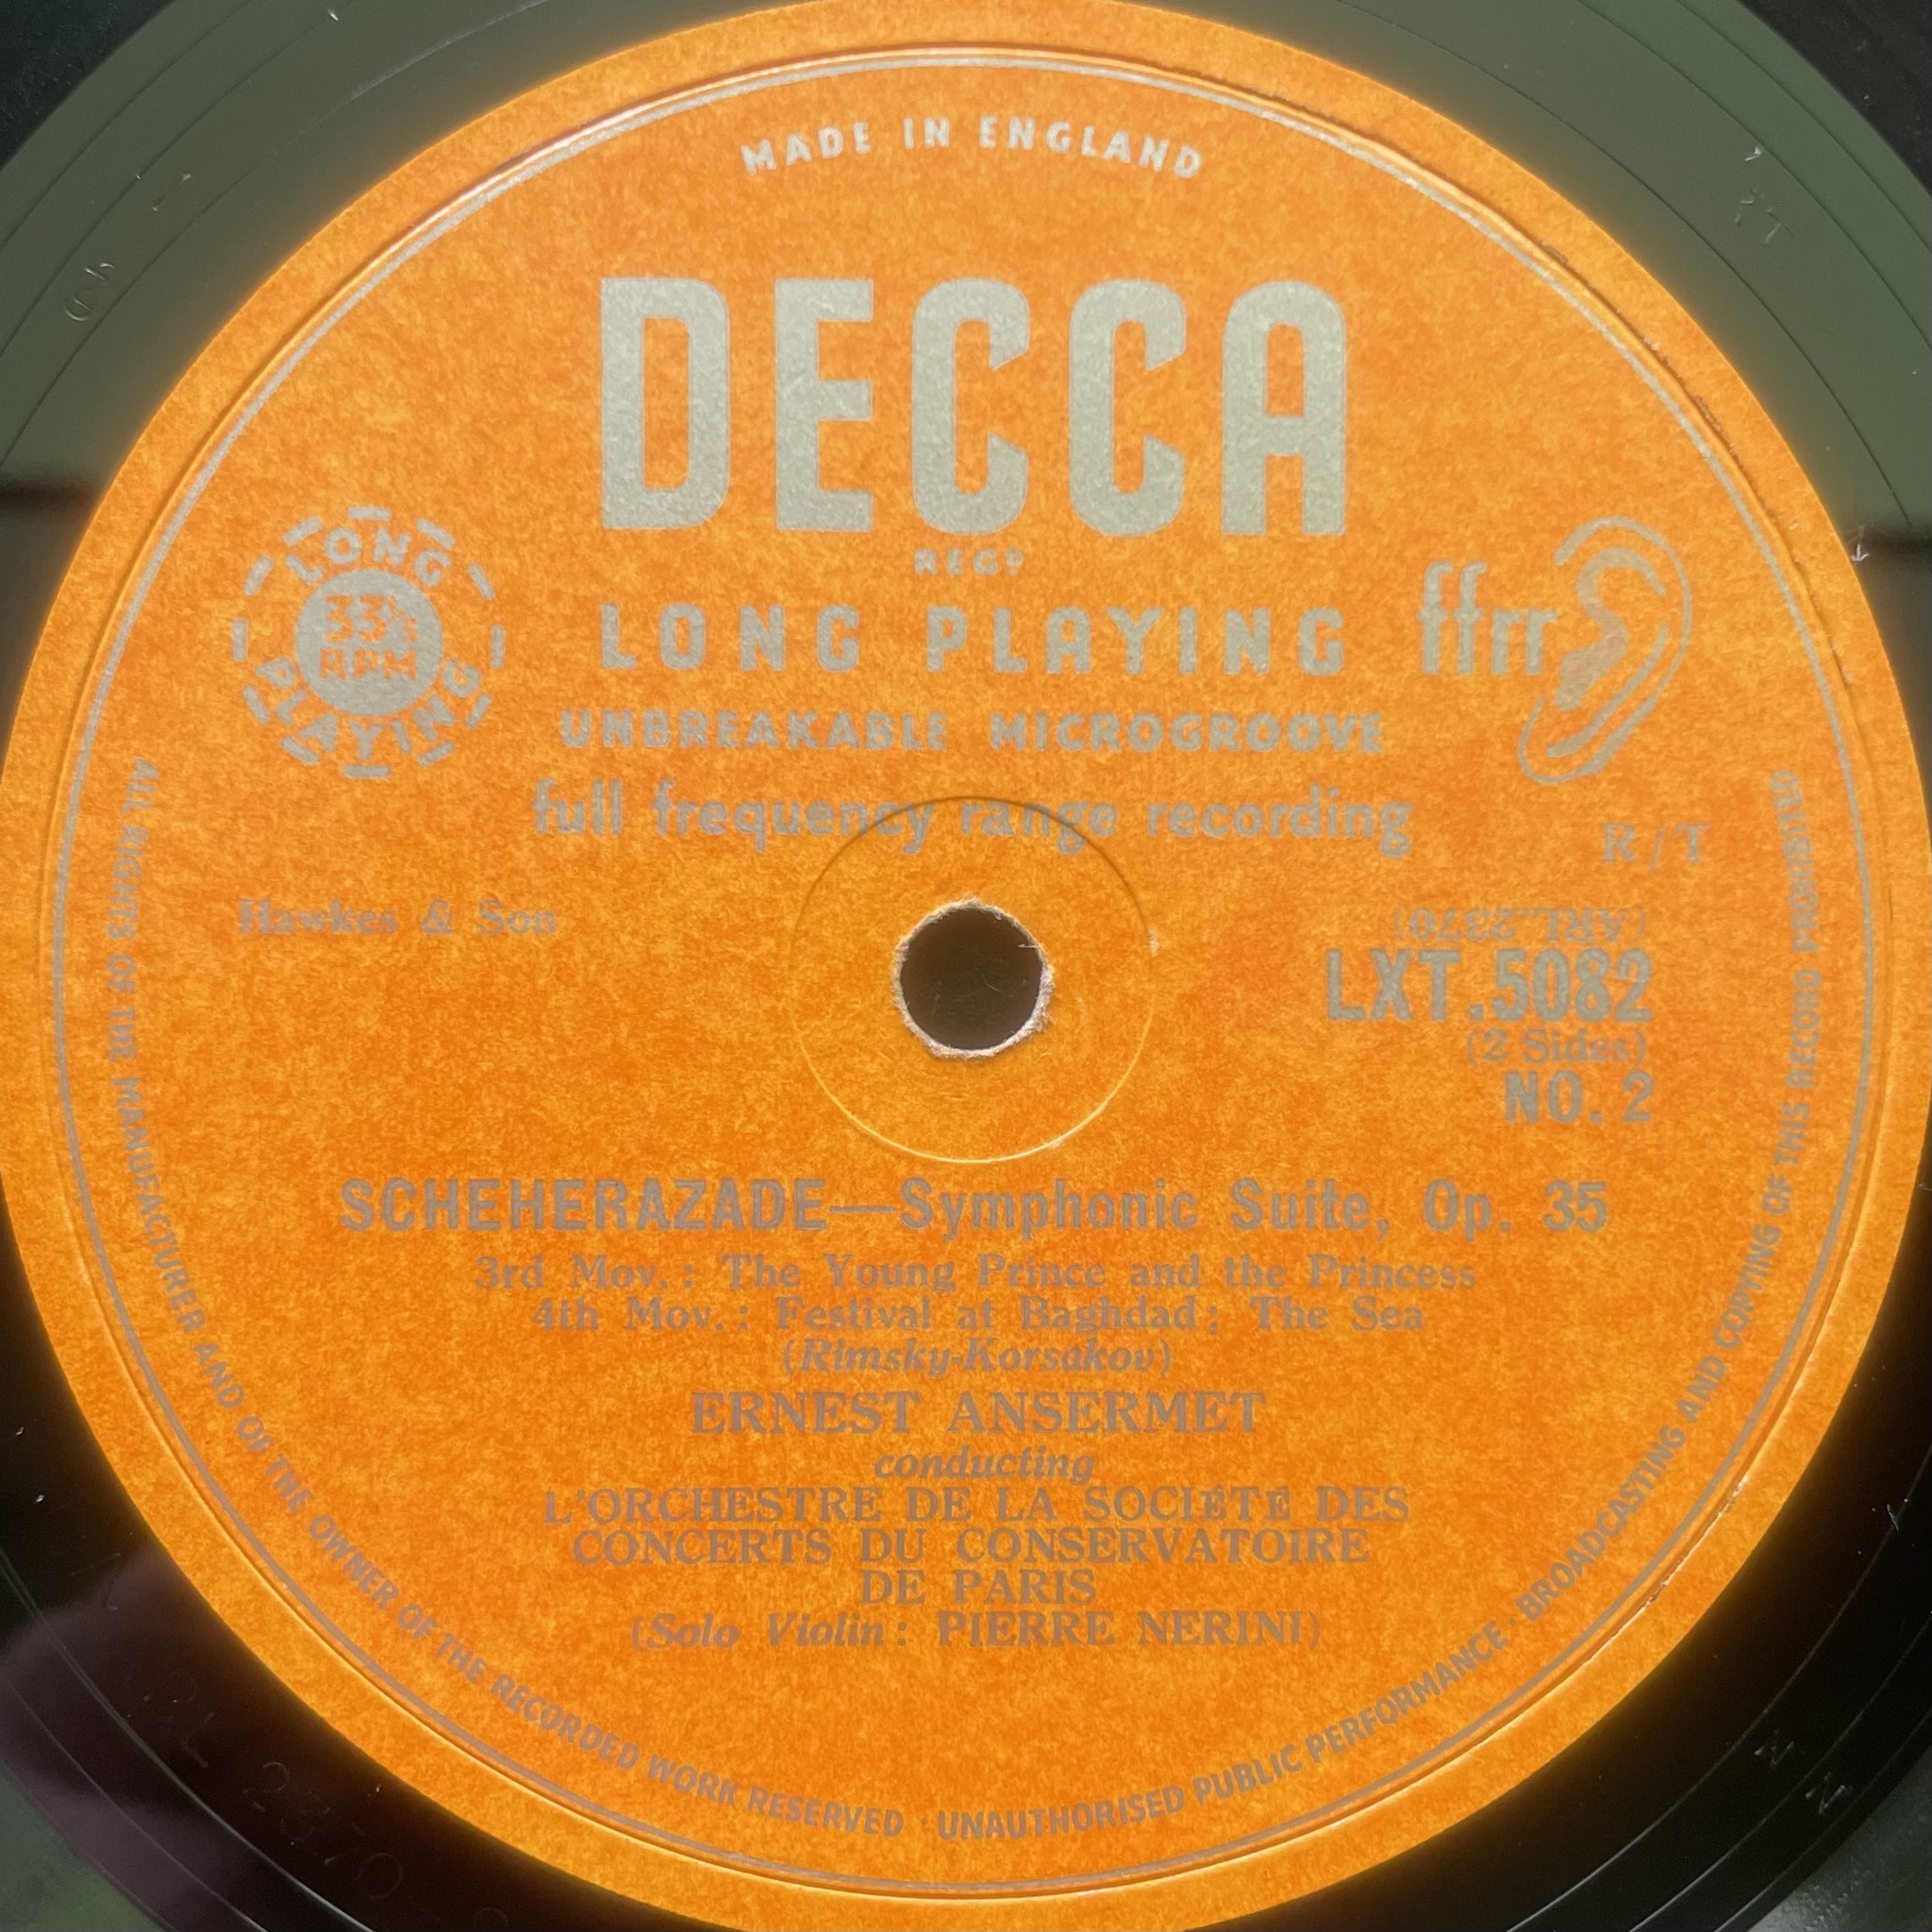 MADE IN ENGLAND
DECCA
REGD
LONG PLAYING
33⅓
RPM
LONG PLAYING
ffrr
UNBREAKABLE MICROGROOVE
full frequency range recording
R/T
Hawkes & Son
(ARL.2370)
LXT.5082
(2 Sides)
NO. 2
SCHEHERAZADE—Symphonic Suite, Op. 35
3rd Mov.: The Young Prince and the Princess
4th Mov.: Festival at Baghdad; The Sea
(Rimsky-Korsakov)
ERNEST ANSERMET
conducting
L'ORCHESTRE DE LA SOCIÉTÉ DES
CONCERTS DU CONSERVATOIRE
DE PARIS
(Solo Violin: PIERRE NERINI)
ALL RIGHTS OF THE MANUFACTURER AND OF THE OWNER OF THE RECORDED WORK RESERVED · UNAUTHORISED PUBLIC PERFORMANCE · BROADCASTING AND COPYING OF THIS RECORD PROHIBITED